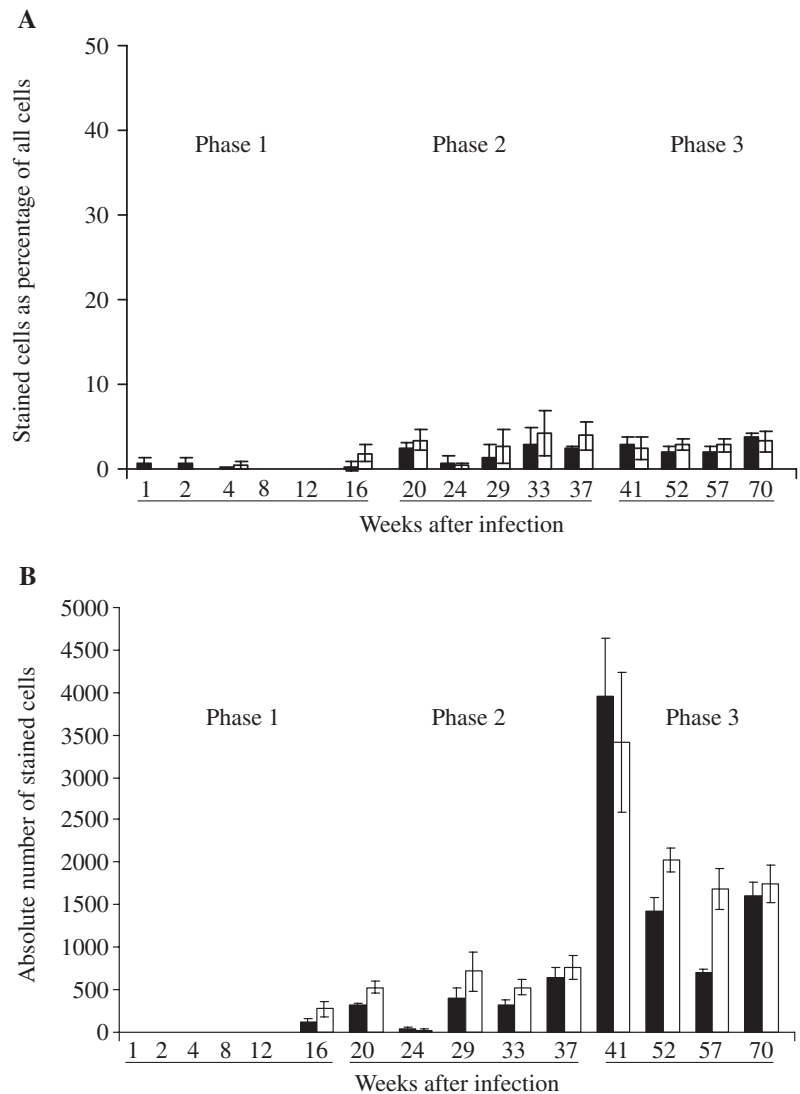 A
Stained cells as percentage of all cells
50
40
30
20
10
0
Phase 1 Phase 2 Phase 3
1 2 4 8 12 16 20 24 29 33 37 41 52 57 70
Weeks after infection
B
Absolute number of stained cells
5000
4500
4000
3500
3000
2500
2000
1500
1000
500
0
Phase 1 Phase 2 Phase 3
1 2 4 8 12 16 20 24 29 33 37 41 52 57 70
Weeks after infection